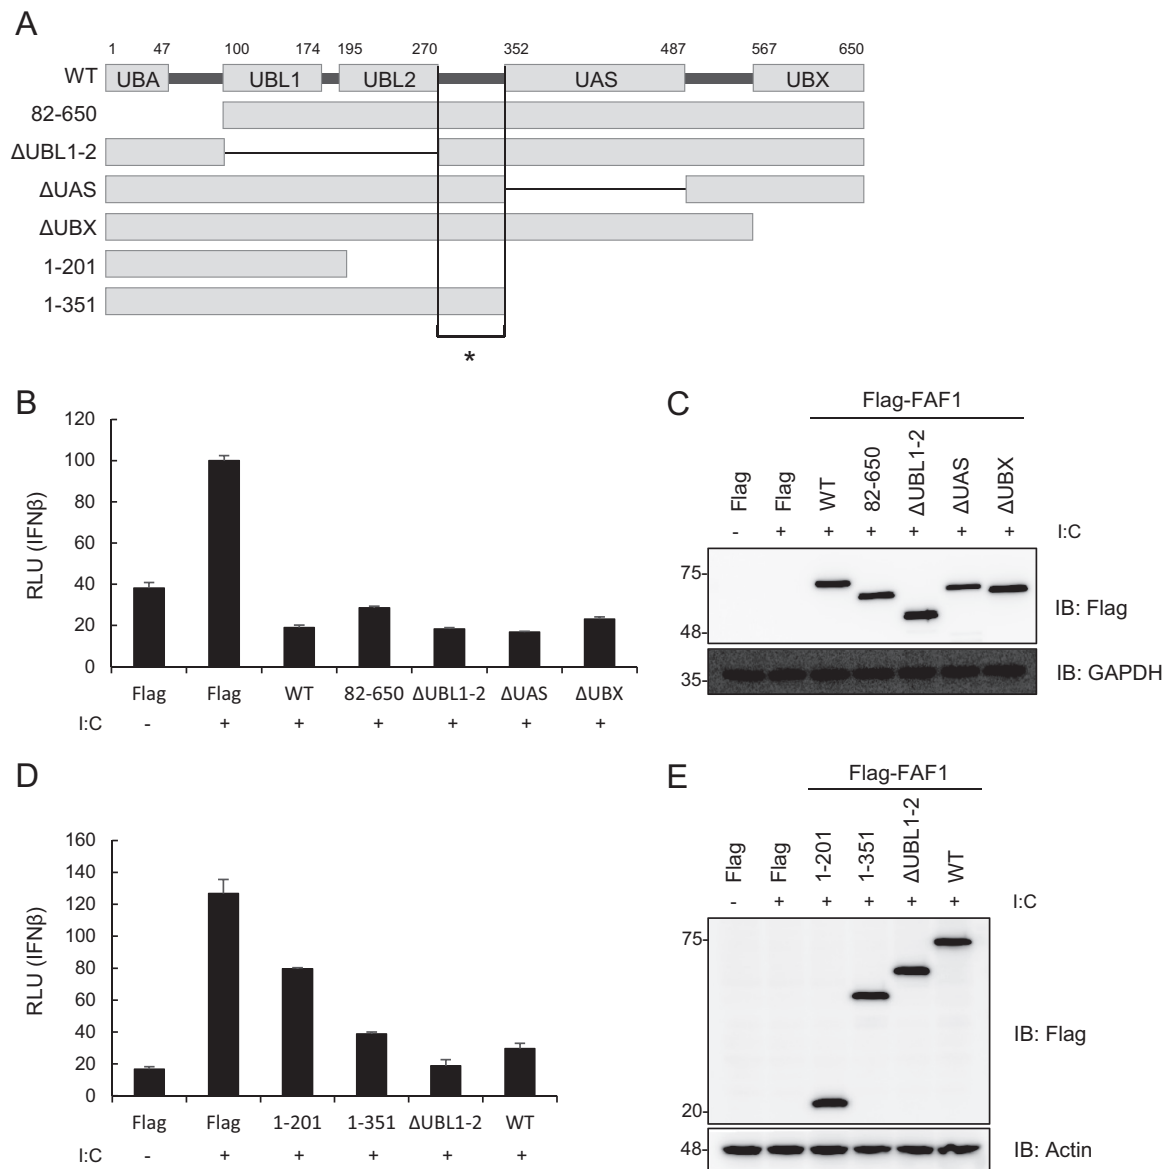 A
1 47 100 174 195 270 352 487 567 650
WT UBA UBL1 UBL2 UAS UBX
82-650
ΔUBL1-2
ΔUAS
ΔUBX
1-201
1-351
*
B
RLU (IFNβ)
120
100
80
60
40
20
0
Flag Flag WT 82-650 ΔUBL1-2 ΔUAS ΔUBX
I:C - + + + + + +
C
Flag-FAF1
Flag Flag WT 82-650 ΔUBL1-2 ΔUAS ΔUBX
- + + + + + + I:C
75
48
IB: Flag
35
IB: GAPDH
D
RLU (IFNβ)
160
140
120
100
80
60
40
20
0
Flag Flag 1-201 1-351 ΔUBL1-2 WT
I:C - + + + + +
E
Flag-FAF1
Flag Flag 1-201 1-351 ΔUBL1-2 WT
- + + + + + I:C
75
IB: Flag
20
48
IB: Actin